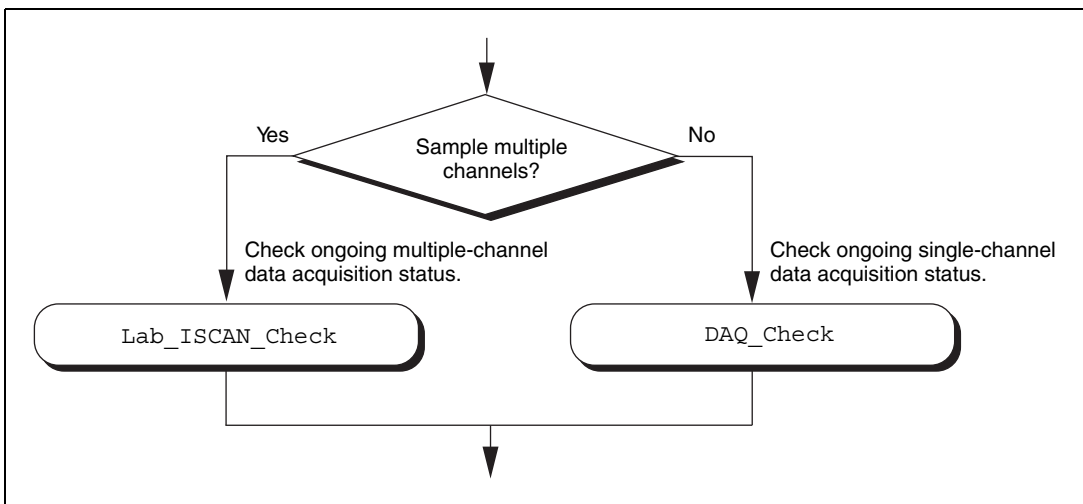 Sample multiple
channels?
Yes
No
Check ongoing multiple-channel
data acquisition status.
Check ongoing single-channel
data acquisition status.
Lab_ISCAN_Check
DAQ_Check